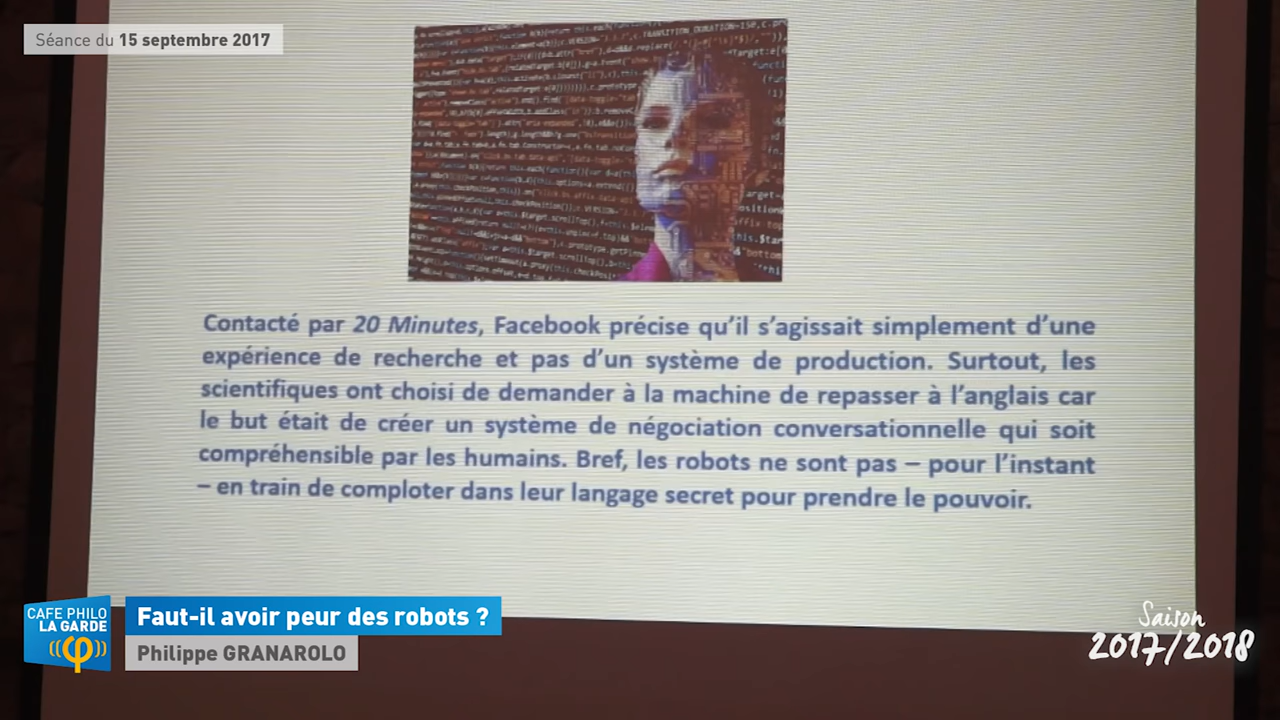 Séance du 15 septembre 2017
Contacté par 20 Minutes, Facebook précise qu'il s'agissait simplement d'une
expérience de recherche et pas d'un système de production. Surtout, les
scientifiques ont choisi de demander à la machine de repasser à l'anglais car
le but était de créer un système de négociation conversationnelle qui soit
compréhensible par les humains. Bref, les robots ne sont pas – pour l'instant
– en train de comploter dans leur langage secret pour prendre le pouvoir.
CAFE PHILO
LA GARDE
Faut-il avoir peur des robots ?
Philippe GRANAROLO
Saison
2017/2018